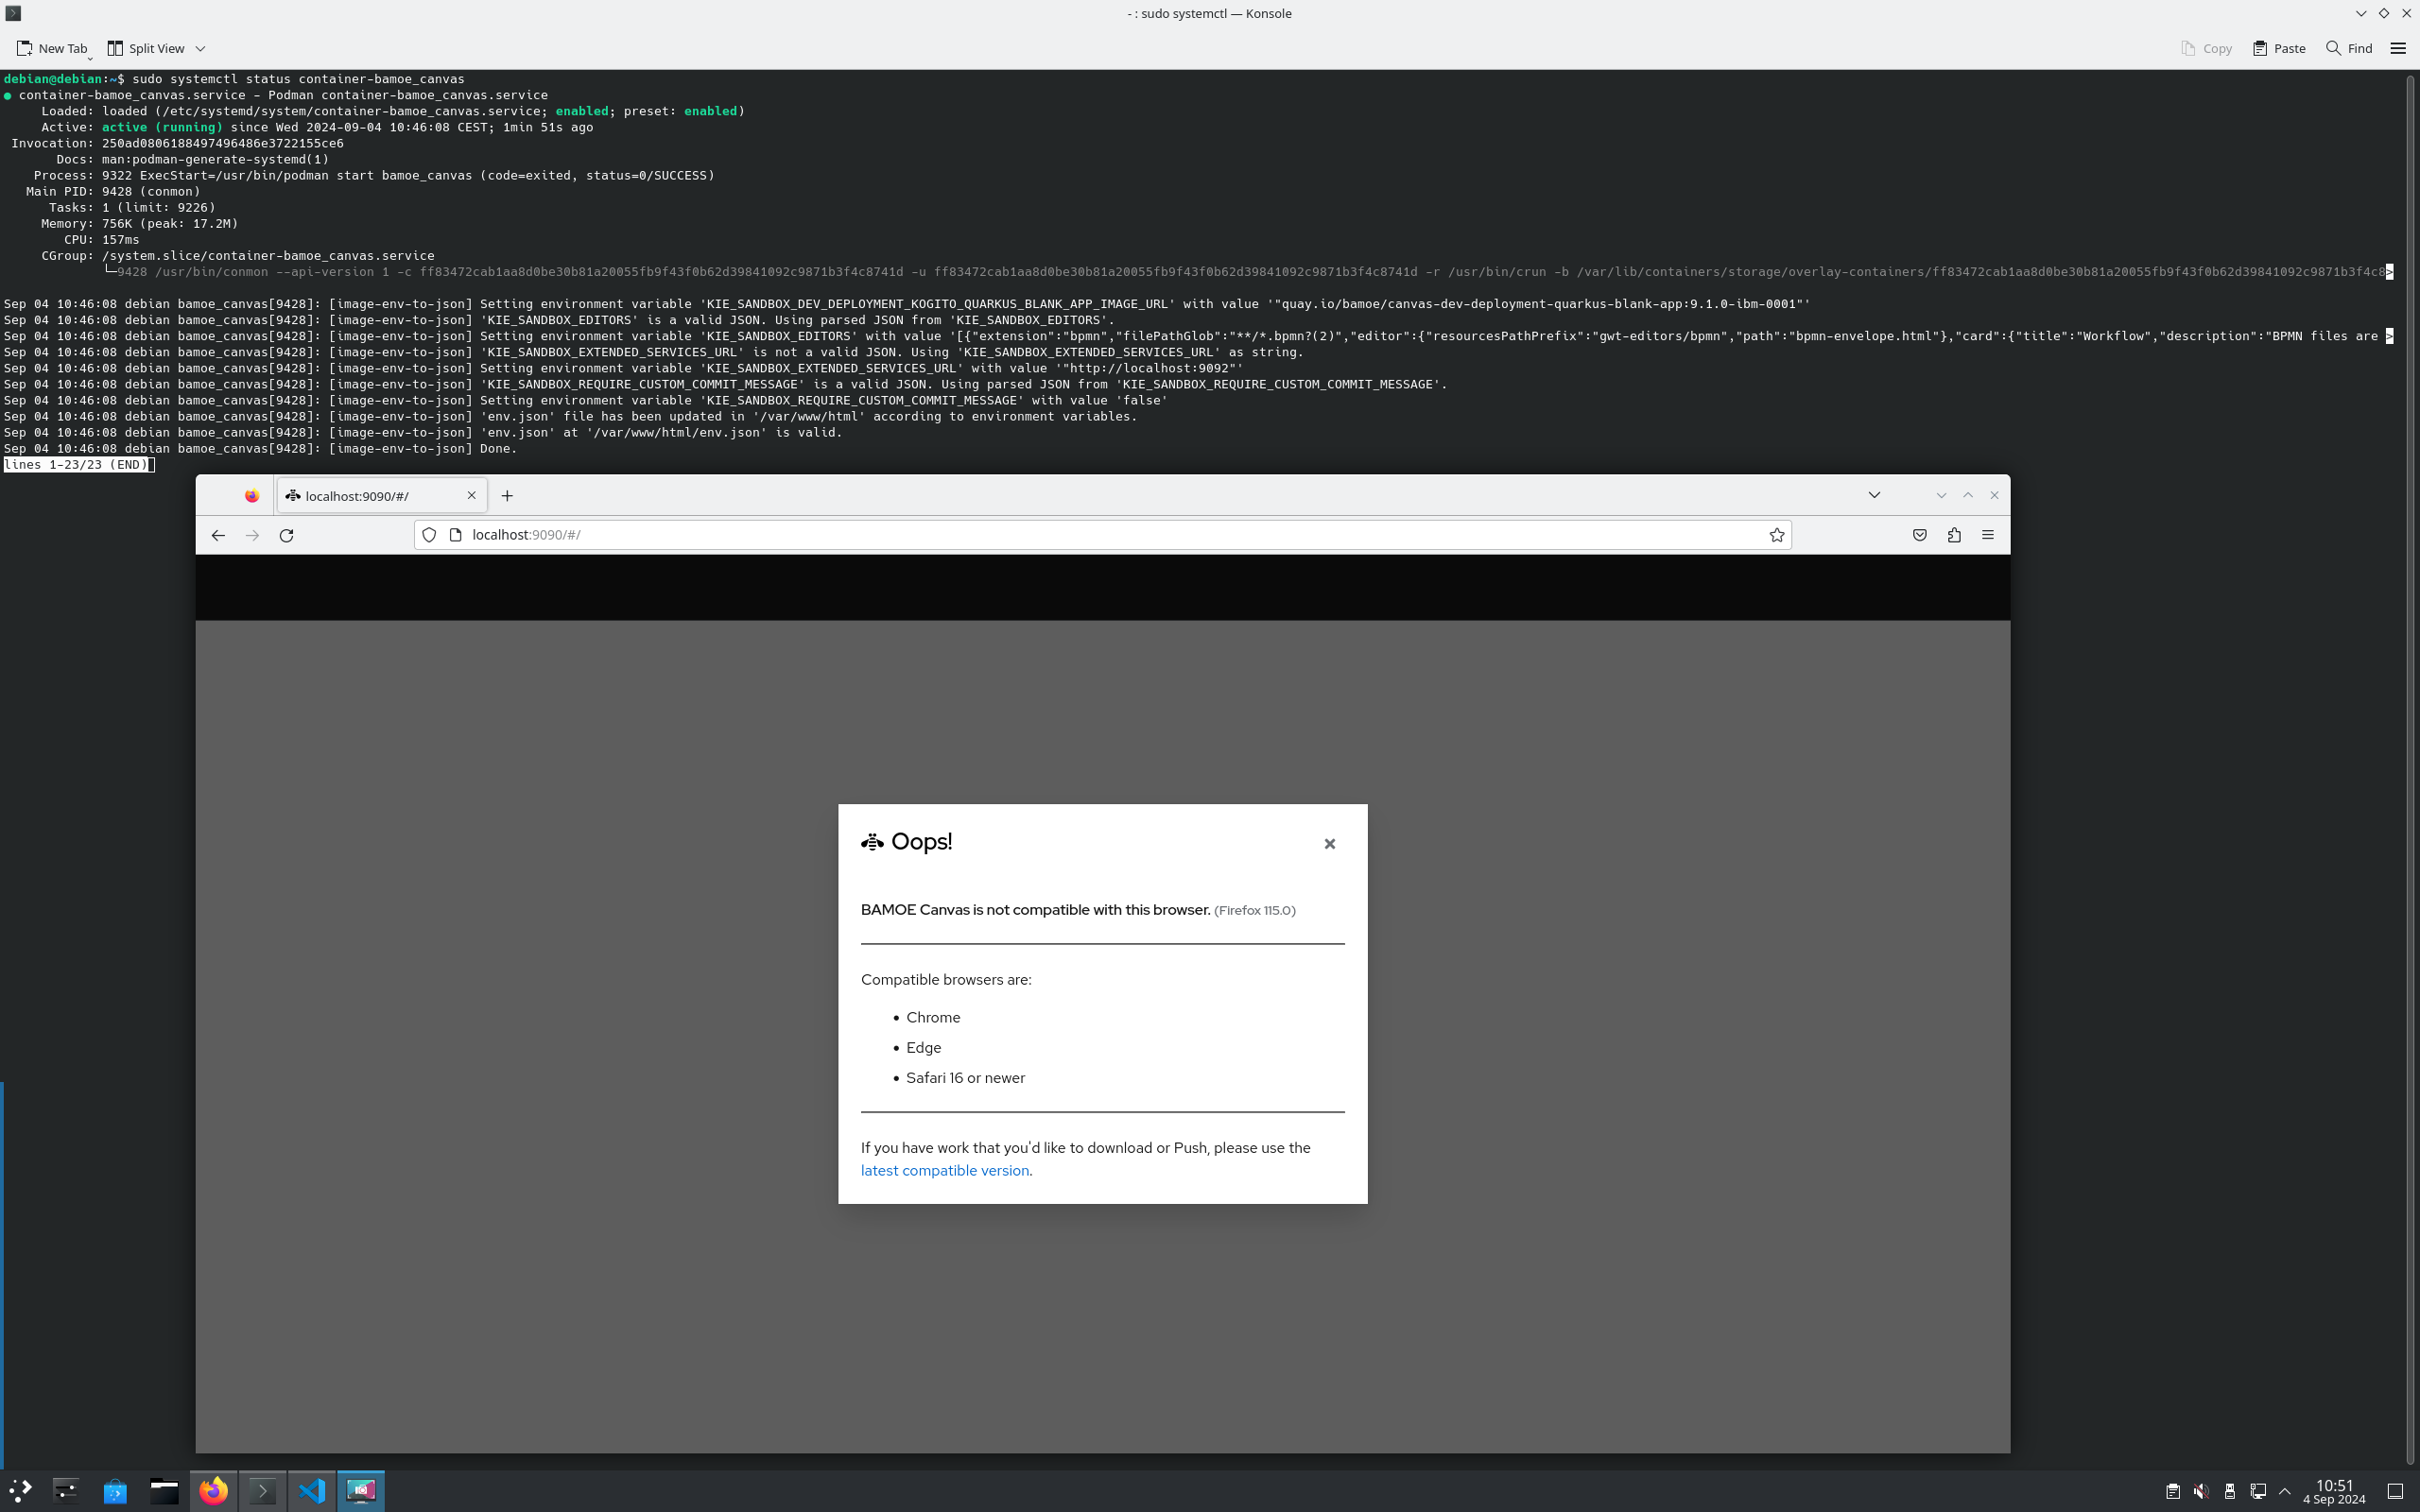 - : sudo systemctl — Konsole
New Tab
Split View
Copy
Paste
Find
debian@debian:~$ sudo systemctl status container-bamoe_canvas
● container-bamoe_canvas.service - Podman container-bamoe_canvas.service
Loaded: loaded (/etc/systemd/system/container-bamoe_canvas.service; enabled; preset: enabled)
Active: active (running) since Wed 2024-09-04 10:46:08 CEST; 1min 51s ago
Invocation: 250ad0806188497496486e3722155ce6
Docs: man:podman-generate-systemd(1)
Process: 9322 ExecStart=/usr/bin/podman start bamoe_canvas (code=exited, status=0/SUCCESS)
Main PID: 9428 (conmon)
Tasks: 1 (limit: 9226)
Memory: 756K (peak: 17.2M)
CPU: 157ms
CGroup: /system.slice/container-bamoe_canvas.service
└─9428 /usr/bin/conmon --api-version 1 -c ff83472cab1aa8d0be30b81a20055fb9f43f0b62d39841092c9871b3f4c8741d -u ff83472cab1aa8d0be30b81a20055fb9f43f0b62d39841092c9871b3f4c8741d -r /usr/bin/crun -b /var/lib/containers/storage/overlay-containers/ff83472cab1aa8d0be30b81a20055fb9f43f0b62d39841092c9871b3f4c8>
Sep 04 10:46:08 debian bamoe_canvas[9428]: [image-env-to-json] Setting environment variable 'KIE_SANDBOX_DEV_DEPLOYMENT_KOGITO_QUARKUS_BLANK_APP_IMAGE_URL' with value '"quay.io/bamoe/canvas-dev-deployment-quarkus-blank-app:9.1.0-ibm-0001"'
Sep 04 10:46:08 debian bamoe_canvas[9428]: [image-env-to-json] 'KIE_SANDBOX_EDITORS' is a valid JSON. Using parsed JSON from 'KIE_SANDBOX_EDITORS'.
Sep 04 10:46:08 debian bamoe_canvas[9428]: [image-env-to-json] Setting environment variable 'KIE_SANDBOX_EDITORS' with value '[{"extension":"bpmn","filePathGlob":"**/*.bpmn?(2)","editor":{"resourcesPathPrefix":"gwt-editors/bpmn","path":"bpmn-envelope.html"},"card":{"title":"Workflow","description":"BPMN files are >
Sep 04 10:46:08 debian bamoe_canvas[9428]: [image-env-to-json] 'KIE_SANDBOX_EXTENDED_SERVICES_URL' is not a valid JSON. Using 'KIE_SANDBOX_EXTENDED_SERVICES_URL' as string.
Sep 04 10:46:08 debian bamoe_canvas[9428]: [image-env-to-json] Setting environment variable 'KIE_SANDBOX_EXTENDED_SERVICES_URL' with value '"http://localhost:9092"'
Sep 04 10:46:08 debian bamoe_canvas[9428]: [image-env-to-json] 'KIE_SANDBOX_REQUIRE_CUSTOM_COMMIT_MESSAGE' is a valid JSON. Using parsed JSON from 'KIE_SANDBOX_REQUIRE_CUSTOM_COMMIT_MESSAGE'.
Sep 04 10:46:08 debian bamoe_canvas[9428]: [image-env-to-json] Setting environment variable 'KIE_SANDBOX_REQUIRE_CUSTOM_COMMIT_MESSAGE' with value 'false'
Sep 04 10:46:08 debian bamoe_canvas[9428]: [image-env-to-json] 'env.json' file has been updated in '/var/www/html' according to environment variables.
Sep 04 10:46:08 debian bamoe_canvas[9428]: [image-env-to-json] 'env.json' at '/var/www/html/env.json' is valid.
Sep 04 10:46:08 debian bamoe_canvas[9428]: [image-env-to-json] Done.
lines 1-23/23 (END)
localhost:9090/#/
localhost:9090/#/
Oops!
BAMOE Canvas is not compatible with this browser. (Firefox 115.0)
Compatible browsers are:
• Chrome
• Edge
• Safari 16 or newer
If you have work that you'd like to download or Push, please use the
latest compatible version.
10:51
4 Sep 2024